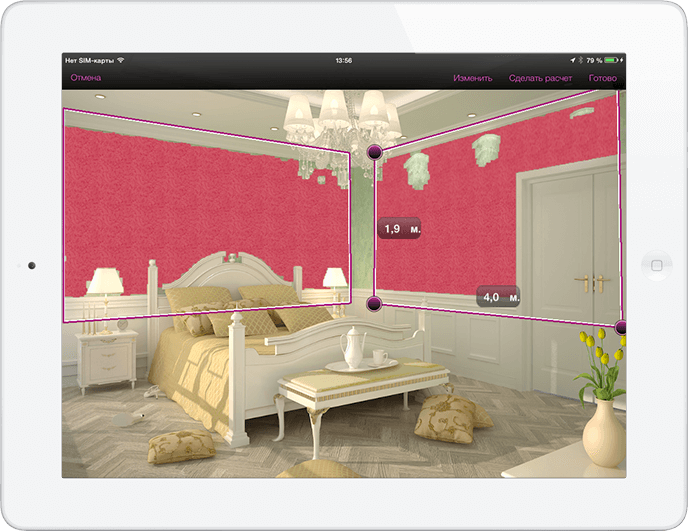 Нет SIM-карты 13:56 79 %
Отмена Изменить Сделать расчет Готово
1,9 м.
4,0 м.